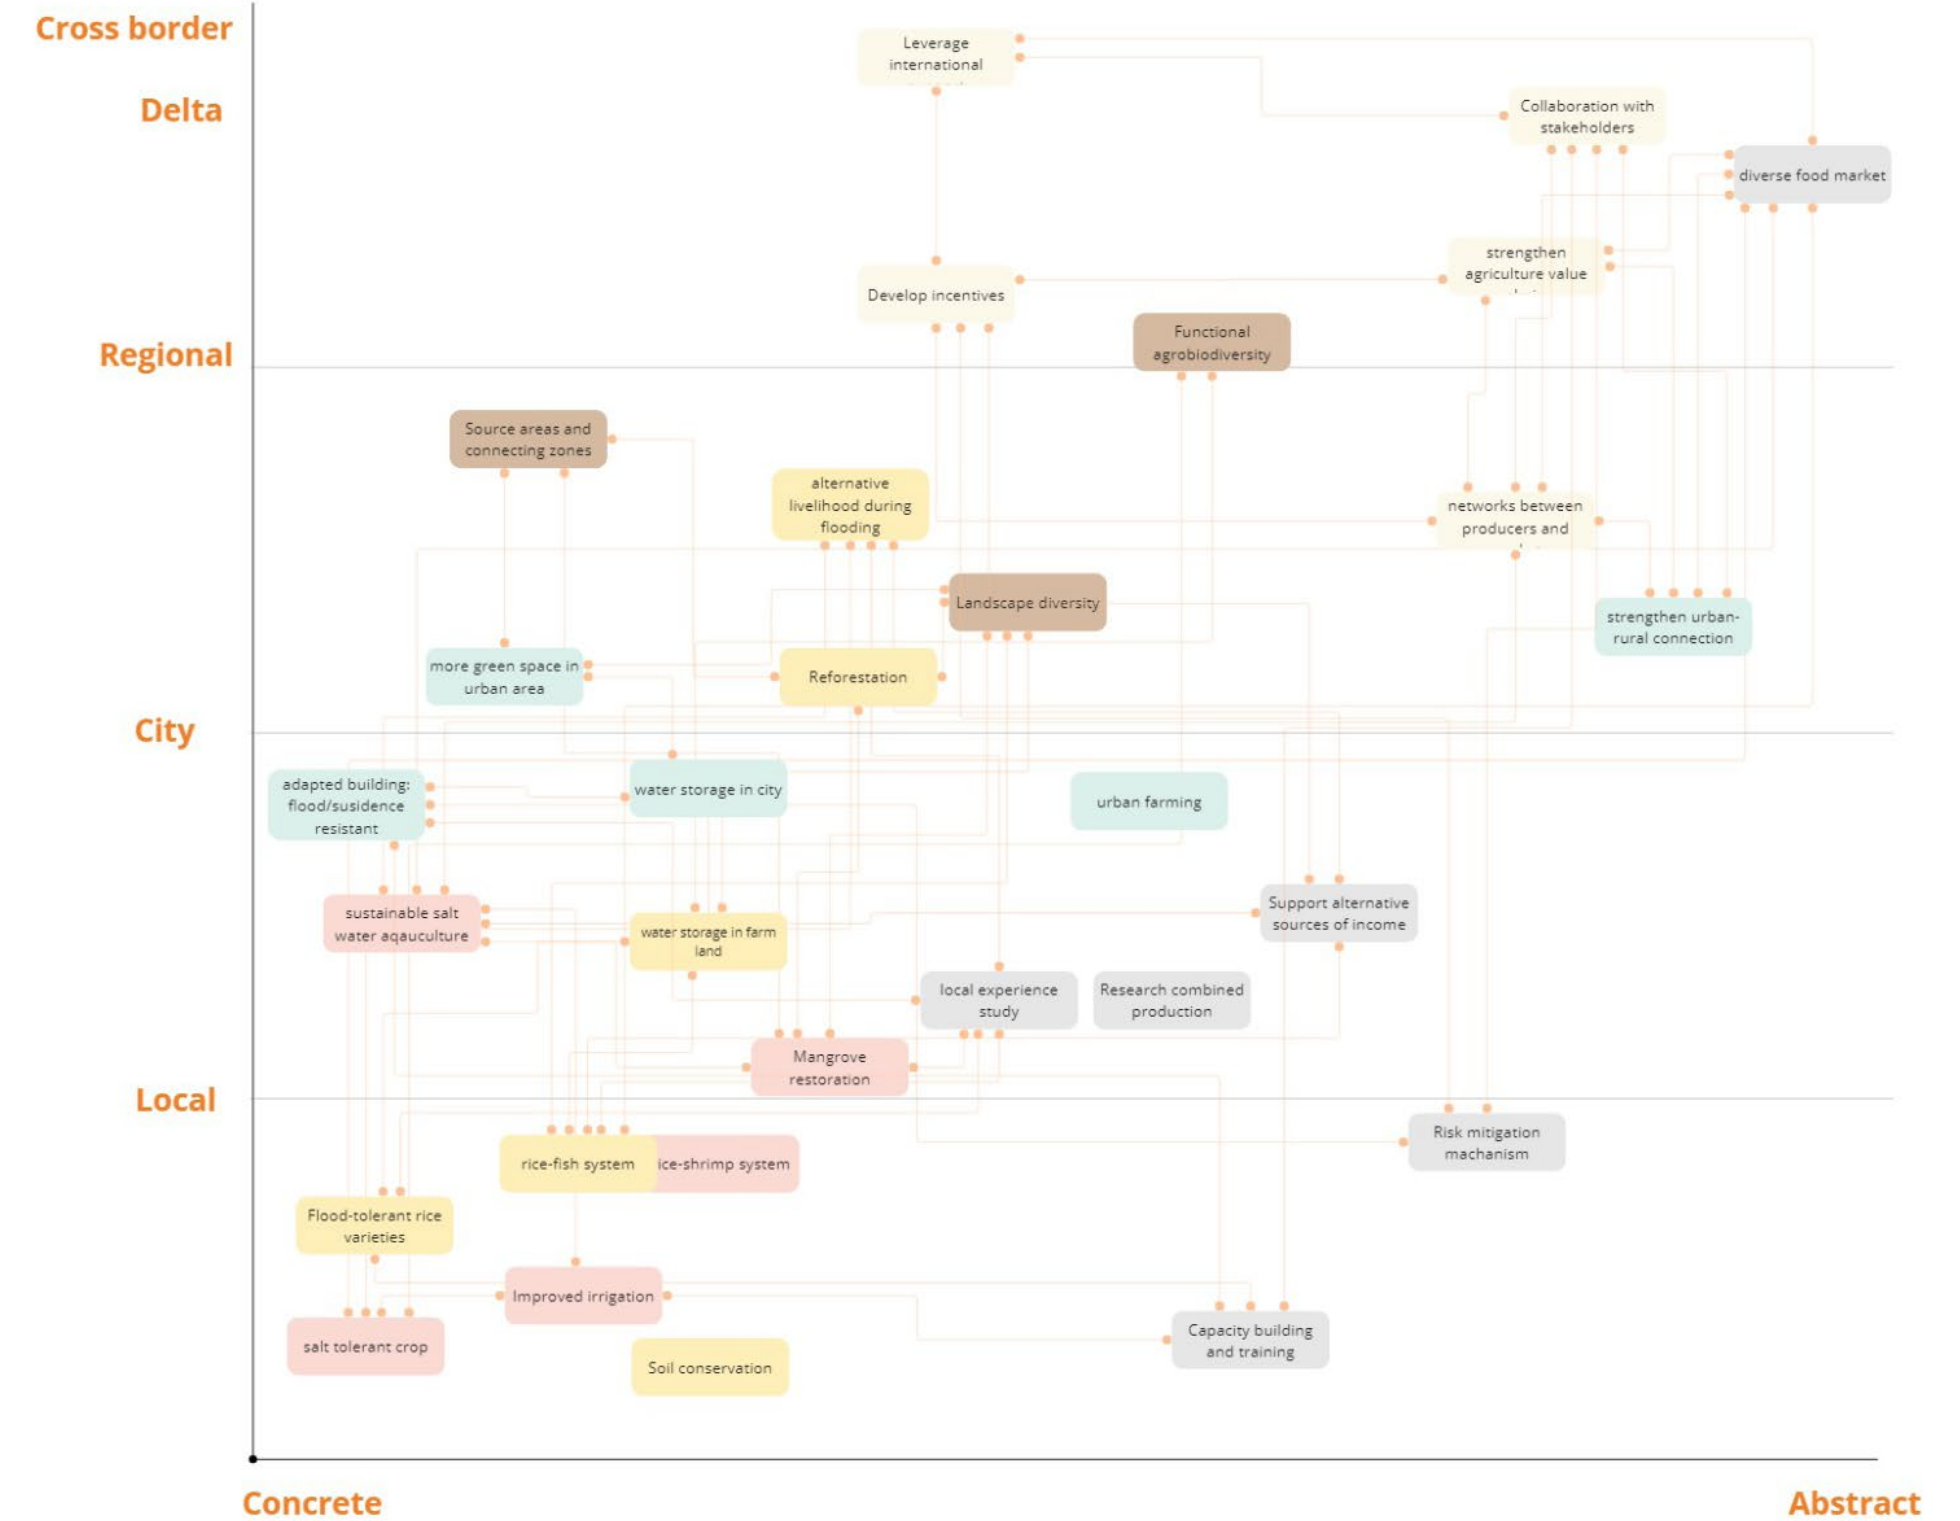 Cross border
Leverage
international
Delta
Collaboration with
stakeholders
diverse food market
strengthen
agriculture value
Develop incentives
Functional
agrobiodiversity
Regional
Source areas and
connecting zones
alternative
livelihood during
flooding
networks between
producers and
Landscape diversity
strengthen urban-
rural connection
more green space in
urban area
Reforestation
City
adapted building:
flood/susidence
resistant
water storage in city
urban farming
sustainable salt
water aqauculture
water storage in farm
land
Support alternative
sources of income
local experience
study
Research combined
production
Mangrove
restoration
Local
Risk mitigation
machanism
rice-fish system
ice-shrimp system
Flood-tolerant rice
varieties
Improved irrigation
salt tolerant crop
Soil conservation
Capacity building
and training
Concrete
Abstract